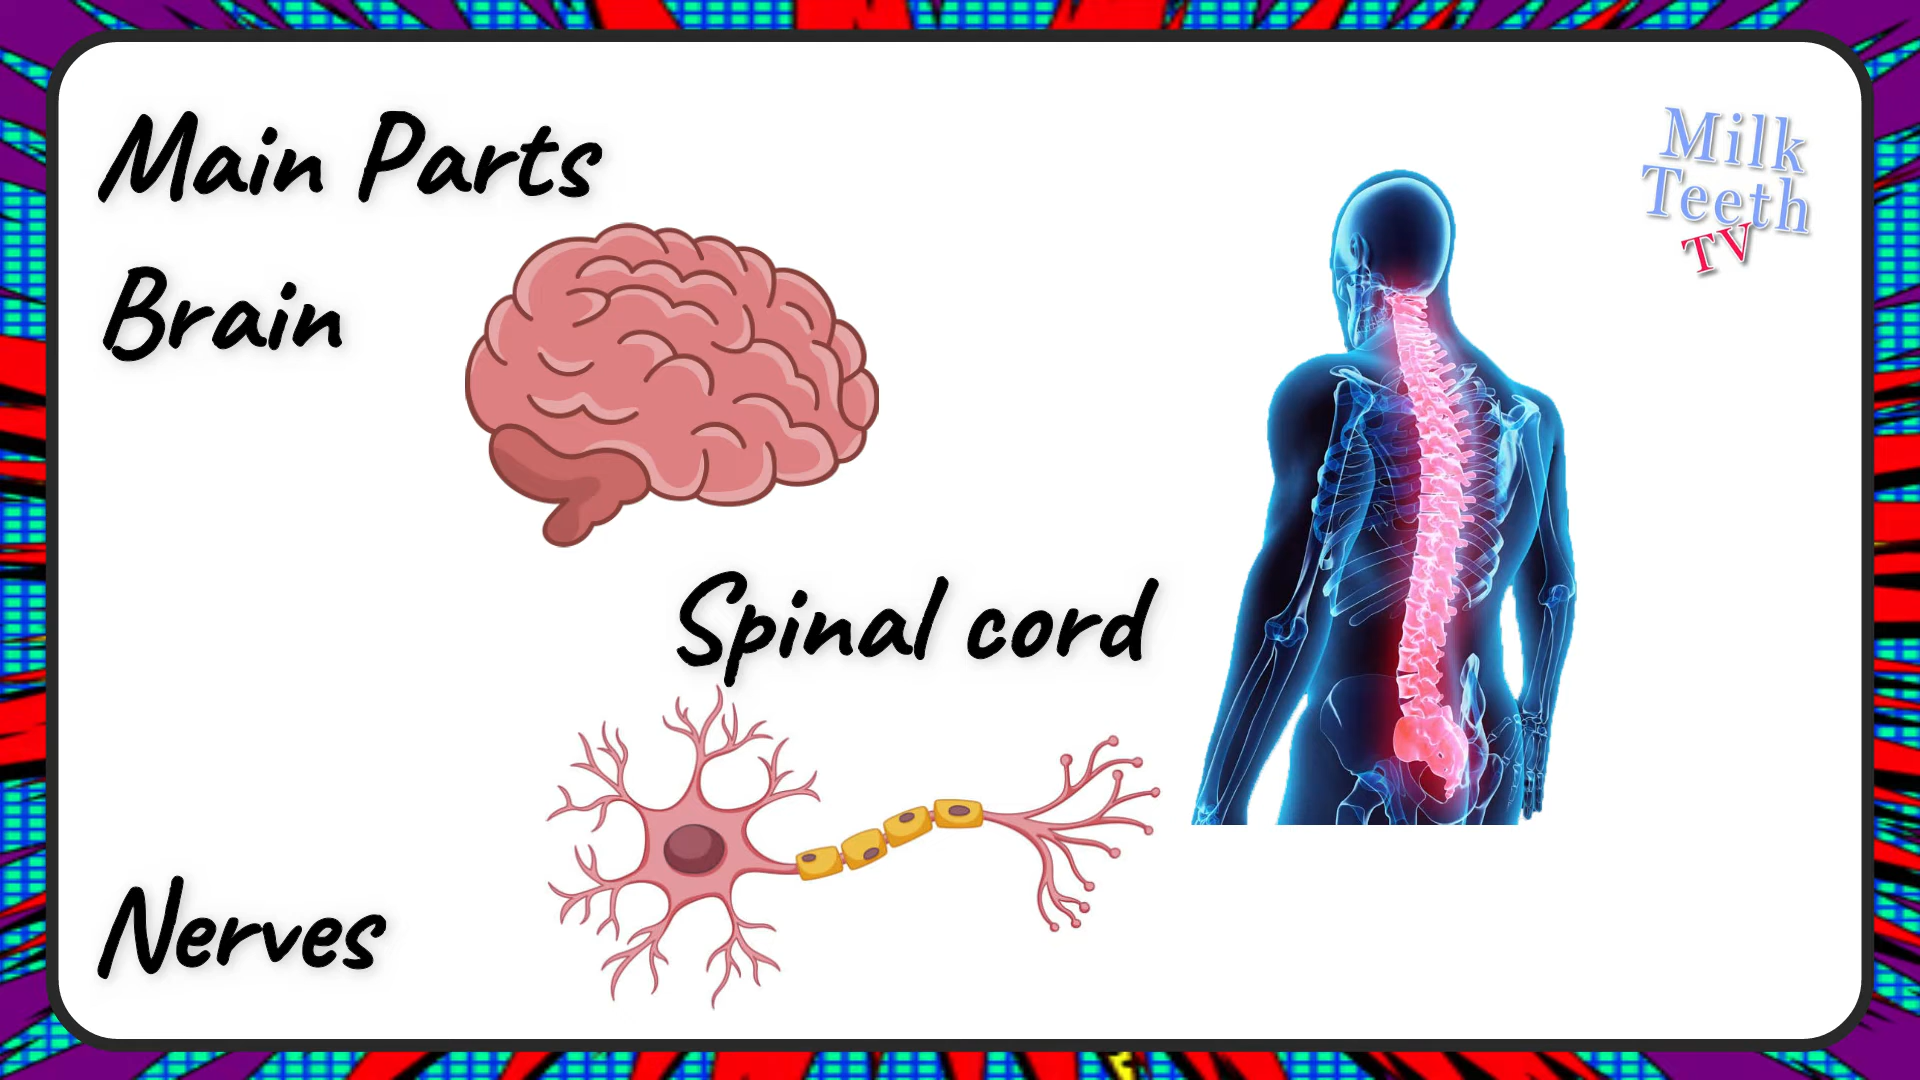 Main Parts
Brain
Spinal cord
Nerves
Milk
Teeth
TV